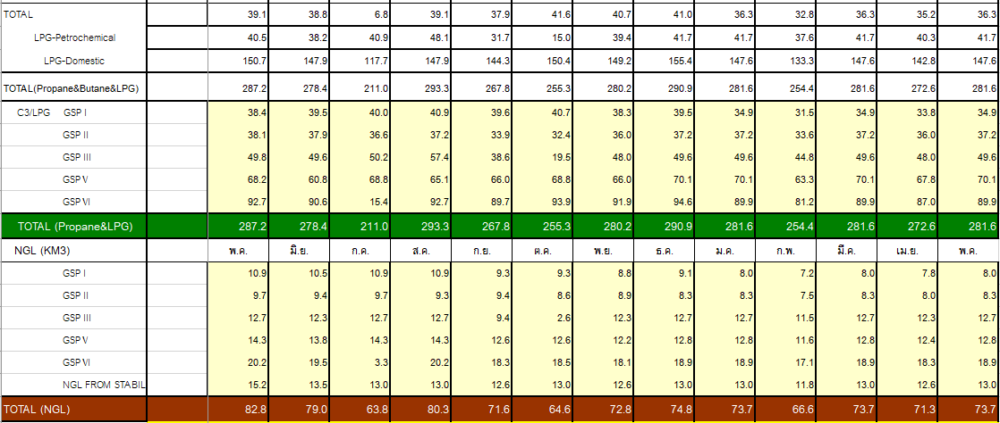 TOTAL 39.1 38.8 6.8 39.1 37.9 41.6 40.7 41.0 36.3 32.8 36.3 35.2 36.3
LPG-Petrochemical 40.5 38.2 40.9 48.1 31.7 15.0 39.4 41.7 41.7 37.6 41.7 40.3 41.7
LPG-Domestic 150.7 147.9 117.7 147.9 144.3 150.4 149.2 155.4 147.6 133.3 147.6 142.8 147.6
TOTAL(Propane&Butane&LPG) 287.2 278.4 211.0 293.3 267.8 255.3 280.2 290.9 281.6 254.4 281.6 272.6 281.6
C3/LPG GSP I 38.4 39.5 40.0 40.9 39.6 40.7 38.3 39.5 34.9 31.5 34.9 33.8 34.9
GSP II 38.1 37.9 36.6 37.2 33.9 32.4 36.0 37.2 37.2 33.6 37.2 36.0 37.2
GSP III 49.8 49.6 50.2 57.4 38.6 19.5 48.0 49.6 49.6 44.8 49.6 48.0 49.6
GSP V 68.2 60.8 68.8 65.1 66.0 68.8 66.0 70.1 70.1 63.3 70.1 67.8 70.1
GSP VI 92.7 90.6 15.4 92.7 89.7 93.9 91.9 94.6 89.9 81.2 89.9 87.0 89.9
TOTAL (Propane&LPG) 287.2 278.4 211.0 293.3 267.8 255.3 280.2 290.9 281.6 254.4 281.6 272.6 281.6
NGL (KM3) พ.ค. มิ.ย. ก.ค. ส.ค. ก.ย. ต.ค. พ.ย. ธ.ค. ม.ค. ก.พ. มี.ค. เม.ย. พ.ค.
GSP I 10.9 10.5 10.9 10.9 9.3 9.3 8.8 9.1 8.0 7.2 8.0 7.8 8.0
GSP II 9.7 9.4 9.7 9.3 9.4 8.6 8.9 8.3 8.3 7.5 8.3 8.0 8.3
GSP III 12.7 12.3 12.7 12.7 9.4 2.6 12.3 12.7 12.7 11.5 12.7 12.3 12.7
GSP V 14.3 13.8 14.3 14.3 12.6 12.6 12.2 12.8 12.8 11.6 12.8 12.4 12.8
GSP VI 20.2 19.5 3.3 20.2 18.3 18.5 18.1 18.9 18.9 17.1 18.9 18.3 18.9
NGL FROM STABIL 15.2 13.5 13.0 13.0 12.6 13.0 12.6 13.0 13.0 11.8 13.0 12.6 13.0
TOTAL (NGL) 82.8 79.0 63.8 80.3 71.6 64.6 72.8 74.8 73.7 66.6 73.7 71.3 73.7